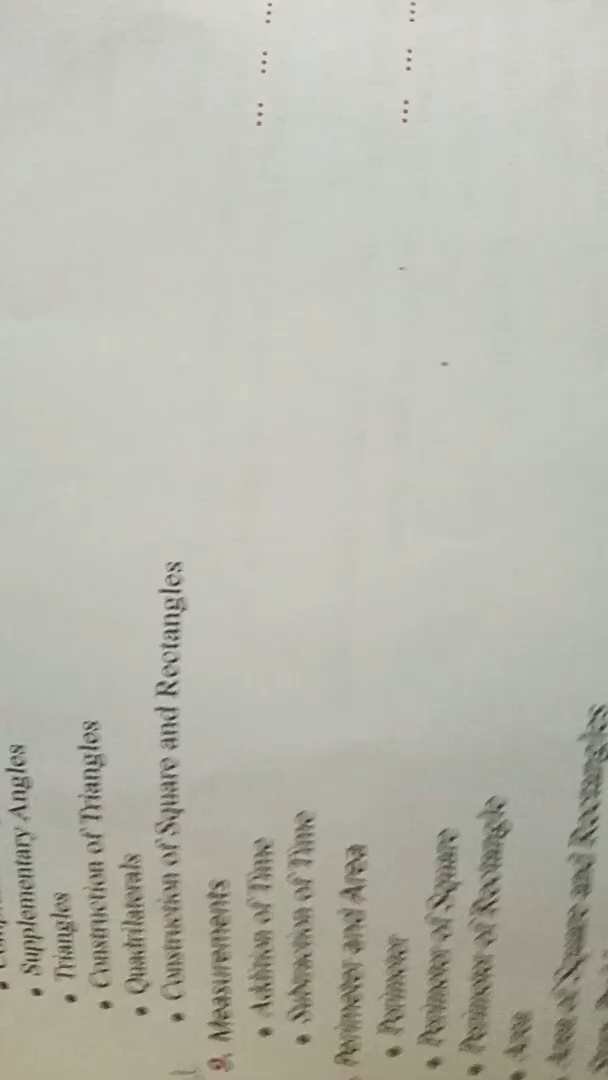 • Supplementary Angles
• Triangles
• Construction of Triangles
• Quadrilaterals
• Construction of Square and Rectangles
9. Measurements ... ... ...
• Addition of Time
• Subtraction of Time
Perimeter and Area ... ... ...
• Perimeter
• Perimeter of Square
• Perimeter of Rectangle
• Area
Area of Square and Rectangles